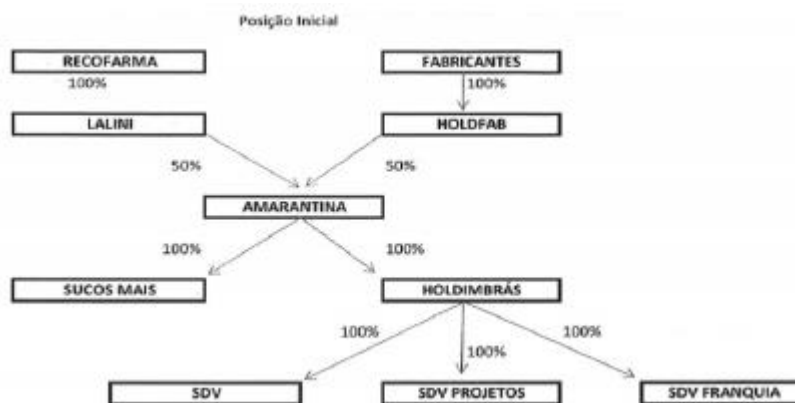 Posição Inicial
RECOFARMA FABRICANTES
100% 100%
LALINI HOLDFAB
50% 50%
AMARANTINA
100% 100%
SUCOS MAIS HOLDIMBRÁS
100% 100% 100%
SDV SDV PROJETOS SDV FRANQUIA